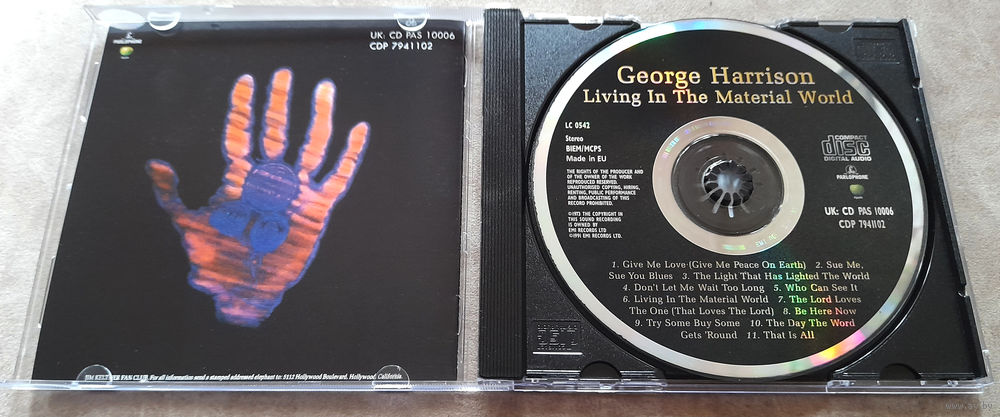 PARLOPHONE
UK: CD PAS 10006
CDP 7941102
JIM KELTNER FAN CLUB. For all information send a stamped addressed elephant to: 5112 Hollywood Boulevard, Hollywood, California.
George Harrison
Living In The Material World
LC 0542
Stereo
BIEM/MCPS
Made in EU
THE RIGHTS OF THE PRODUCER AND
OF THE OWNER OF THE WORK
REPRODUCED RESERVED.
UNAUTHORISED COPYING, HIRING,
RENTING, PUBLIC PERFORMANCE
AND BROADCASTING OF THIS
RECORD PROHIBITED.
℗1973 THE COPYRIGHT IN
THIS SOUND RECORDING
IS OWNED BY
EMI RECORDS LTD
©1991 EMI RECORDS LTD.
COMPACT
disc
DIGITAL AUDIO
PARLOPHONE
UK: CD PAS 10006
CDP 7941102
1. Give Me Love (Give Me Peace On Earth) 2. Sue Me,
Sue You Blues 3. The Light That Has Lighted The World
4. Don't Let Me Wait Too Long 5. Who Can See It
6. Living In The Material World 7. The Lord Loves
The One (That Loves The Lord) 8. Be Here Now
9. Try Some Buy Some 10. The Day The Word
Gets 'Round 11. That Is All
www.ay.by